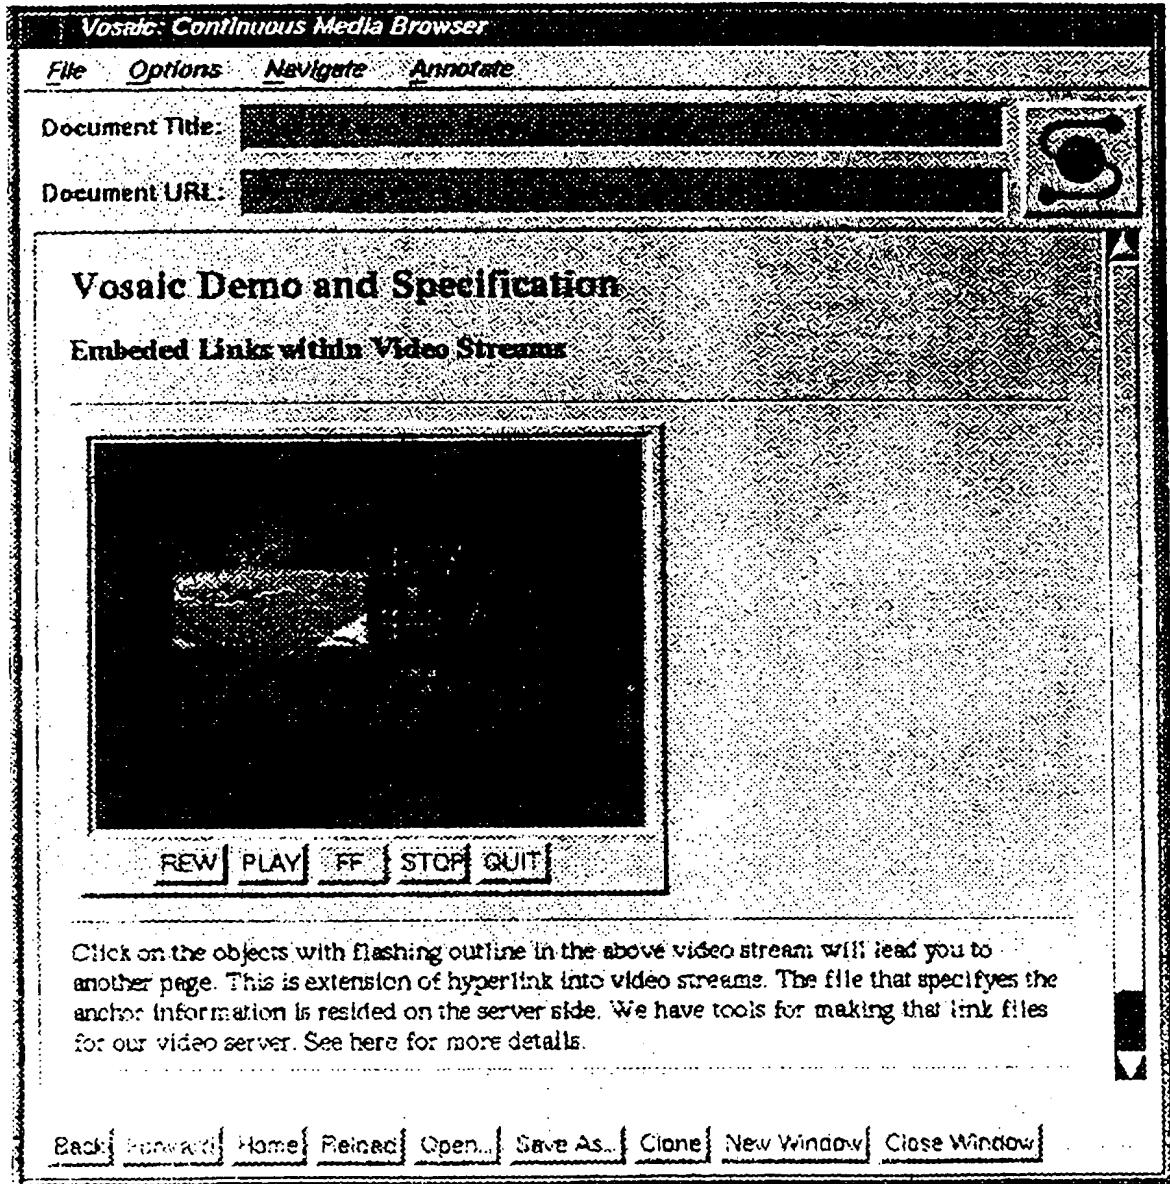 Vosaic: Continuous Media Browser
File Options Navigate Annotate
Document Title:
Document URL:
Vosaic Demo and Specification
Embeded Links within Video Streams
REW PLAY FF STOP QUIT
Click on the objects with flashing outline in the above video stream will lead you to
another page. This is extension of hyperlink into video streams. The file that specifyes the
anchor information is resided on the server side. We have tools for making that link files
for our video server. See here for more details.
Back Forward Home Reload Open... Save As... Clone New Window Close Window